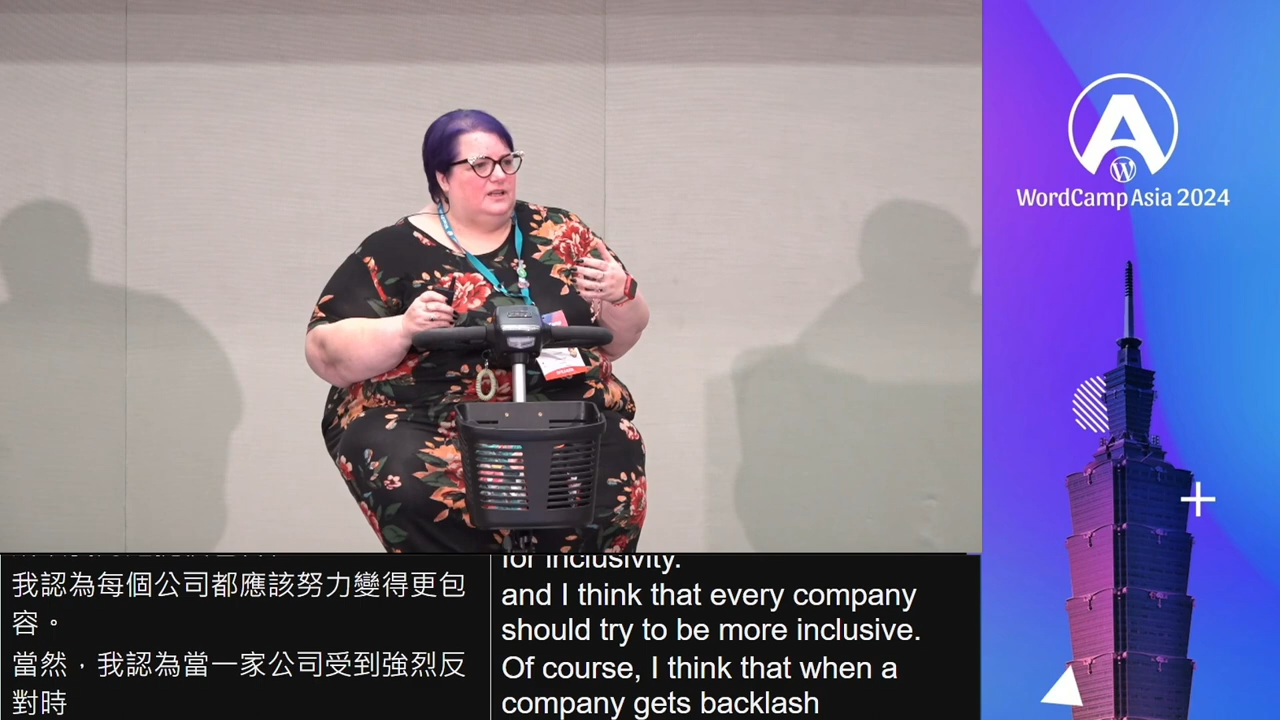 WordCamp Asia 2024
我認為每個公司都應該努力變得更包
容。
當然，我認為當一家公司受到強烈反
對時
for inclusivity.
and I think that every company
should try to be more inclusive.
Of course, I think that when a
company gets backlash